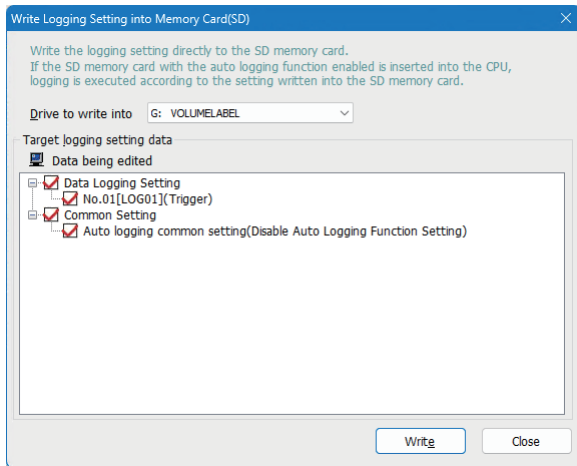 Write Logging Setting into Memory Card(SD)
Write the logging setting directly to the SD memory card.
If the SD memory card with the auto logging function enabled is inserted into the CPU,
logging is executed according to the setting written into the SD memory card.
Drive to write into G: VOLUMELABEL
Target logging setting data
Data being edited
Data Logging Setting
No.01[LOG01](Trigger)
Common Setting
Auto logging common setting(Disable Auto Logging Function Setting)
Write Close